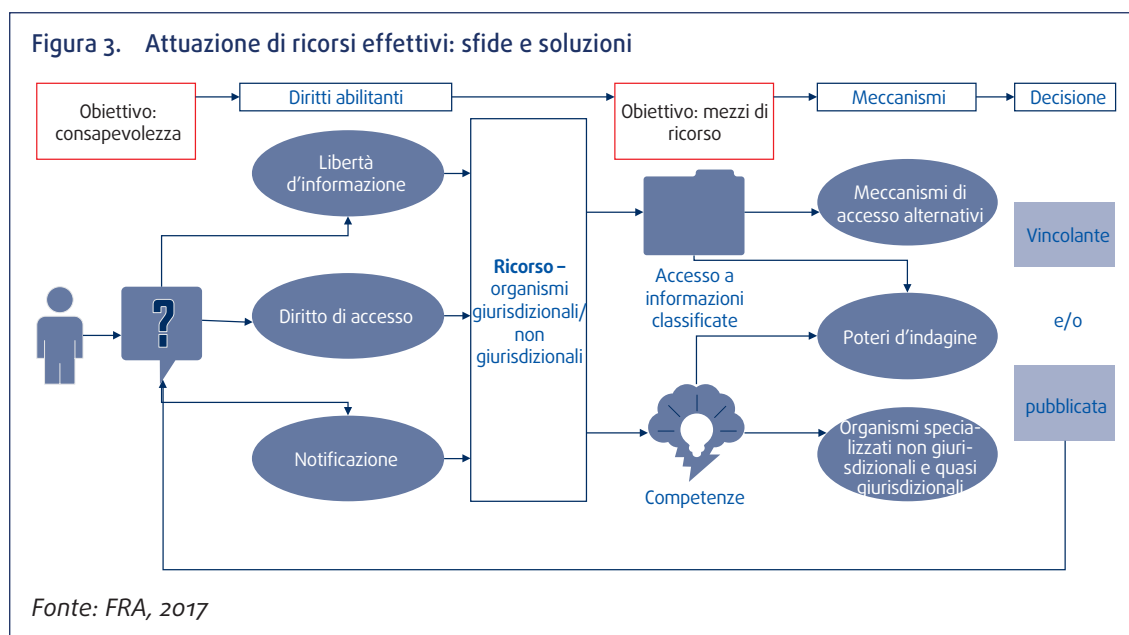 Figura 3. Attuazione di ricorsi effettivi: sfide e soluzioni
Obiettivo:
consapevolezza
Diritti abilitanti
Obiettivo: mezzi di
ricorso
Meccanismi
Decisione
Libertà
d'informazione
?
Diritto di accesso
Notificazione
Ricorso –
organismi
giurisdizionali/
non
giurisdizionali
Accesso a
informazioni
classificate
Competenze
Meccanismi di
accesso alternativi
Poteri d'indagine
Organismi specia-
lizzati non giuri-
sdizionali e quasi
giurisdizionali
Vincolante
e/o
pubblicata
Fonte: FRA, 2017